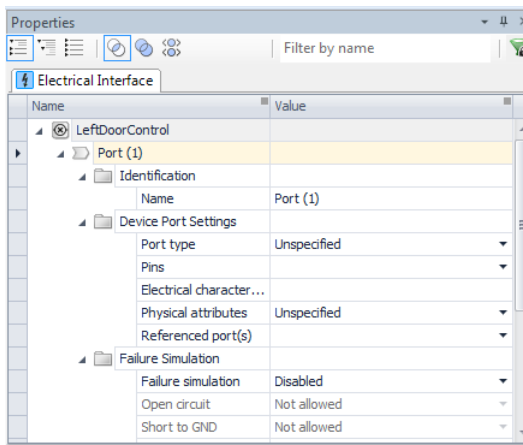 Properties
Filter by name
Electrical Interface
Name Value
LeftDoorControl
Port (1)
Identification
Name Port (1)
Device Port Settings
Port type Unspecified
Pins
Electrical character...
Physical attributes Unspecified
Referenced port(s)
Failure Simulation
Failure simulation Disabled
Open circuit Not allowed
Short to GND Not allowed